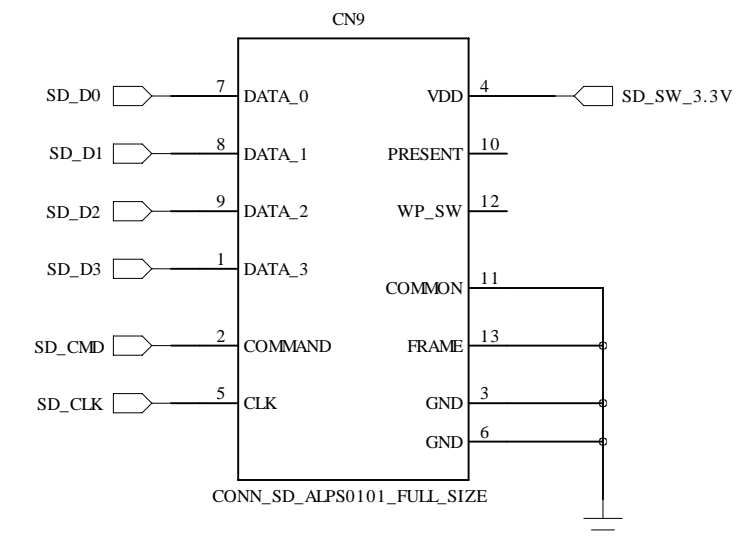 CN9
SD_D0 7 DATA_0 VDD 4 SD_SW_3.3V
SD_D1 8 DATA_1 PRESENT 10
SD_D2 9 DATA_2 WP_SW 12
SD_D3 1 DATA_3
COMMON 11
SD_CMD 2 COMMAND FRAME 13
SD_CLK 5 CLK GND 3
GND 6
CONN_SD_ALPS0101_FULL_SIZE